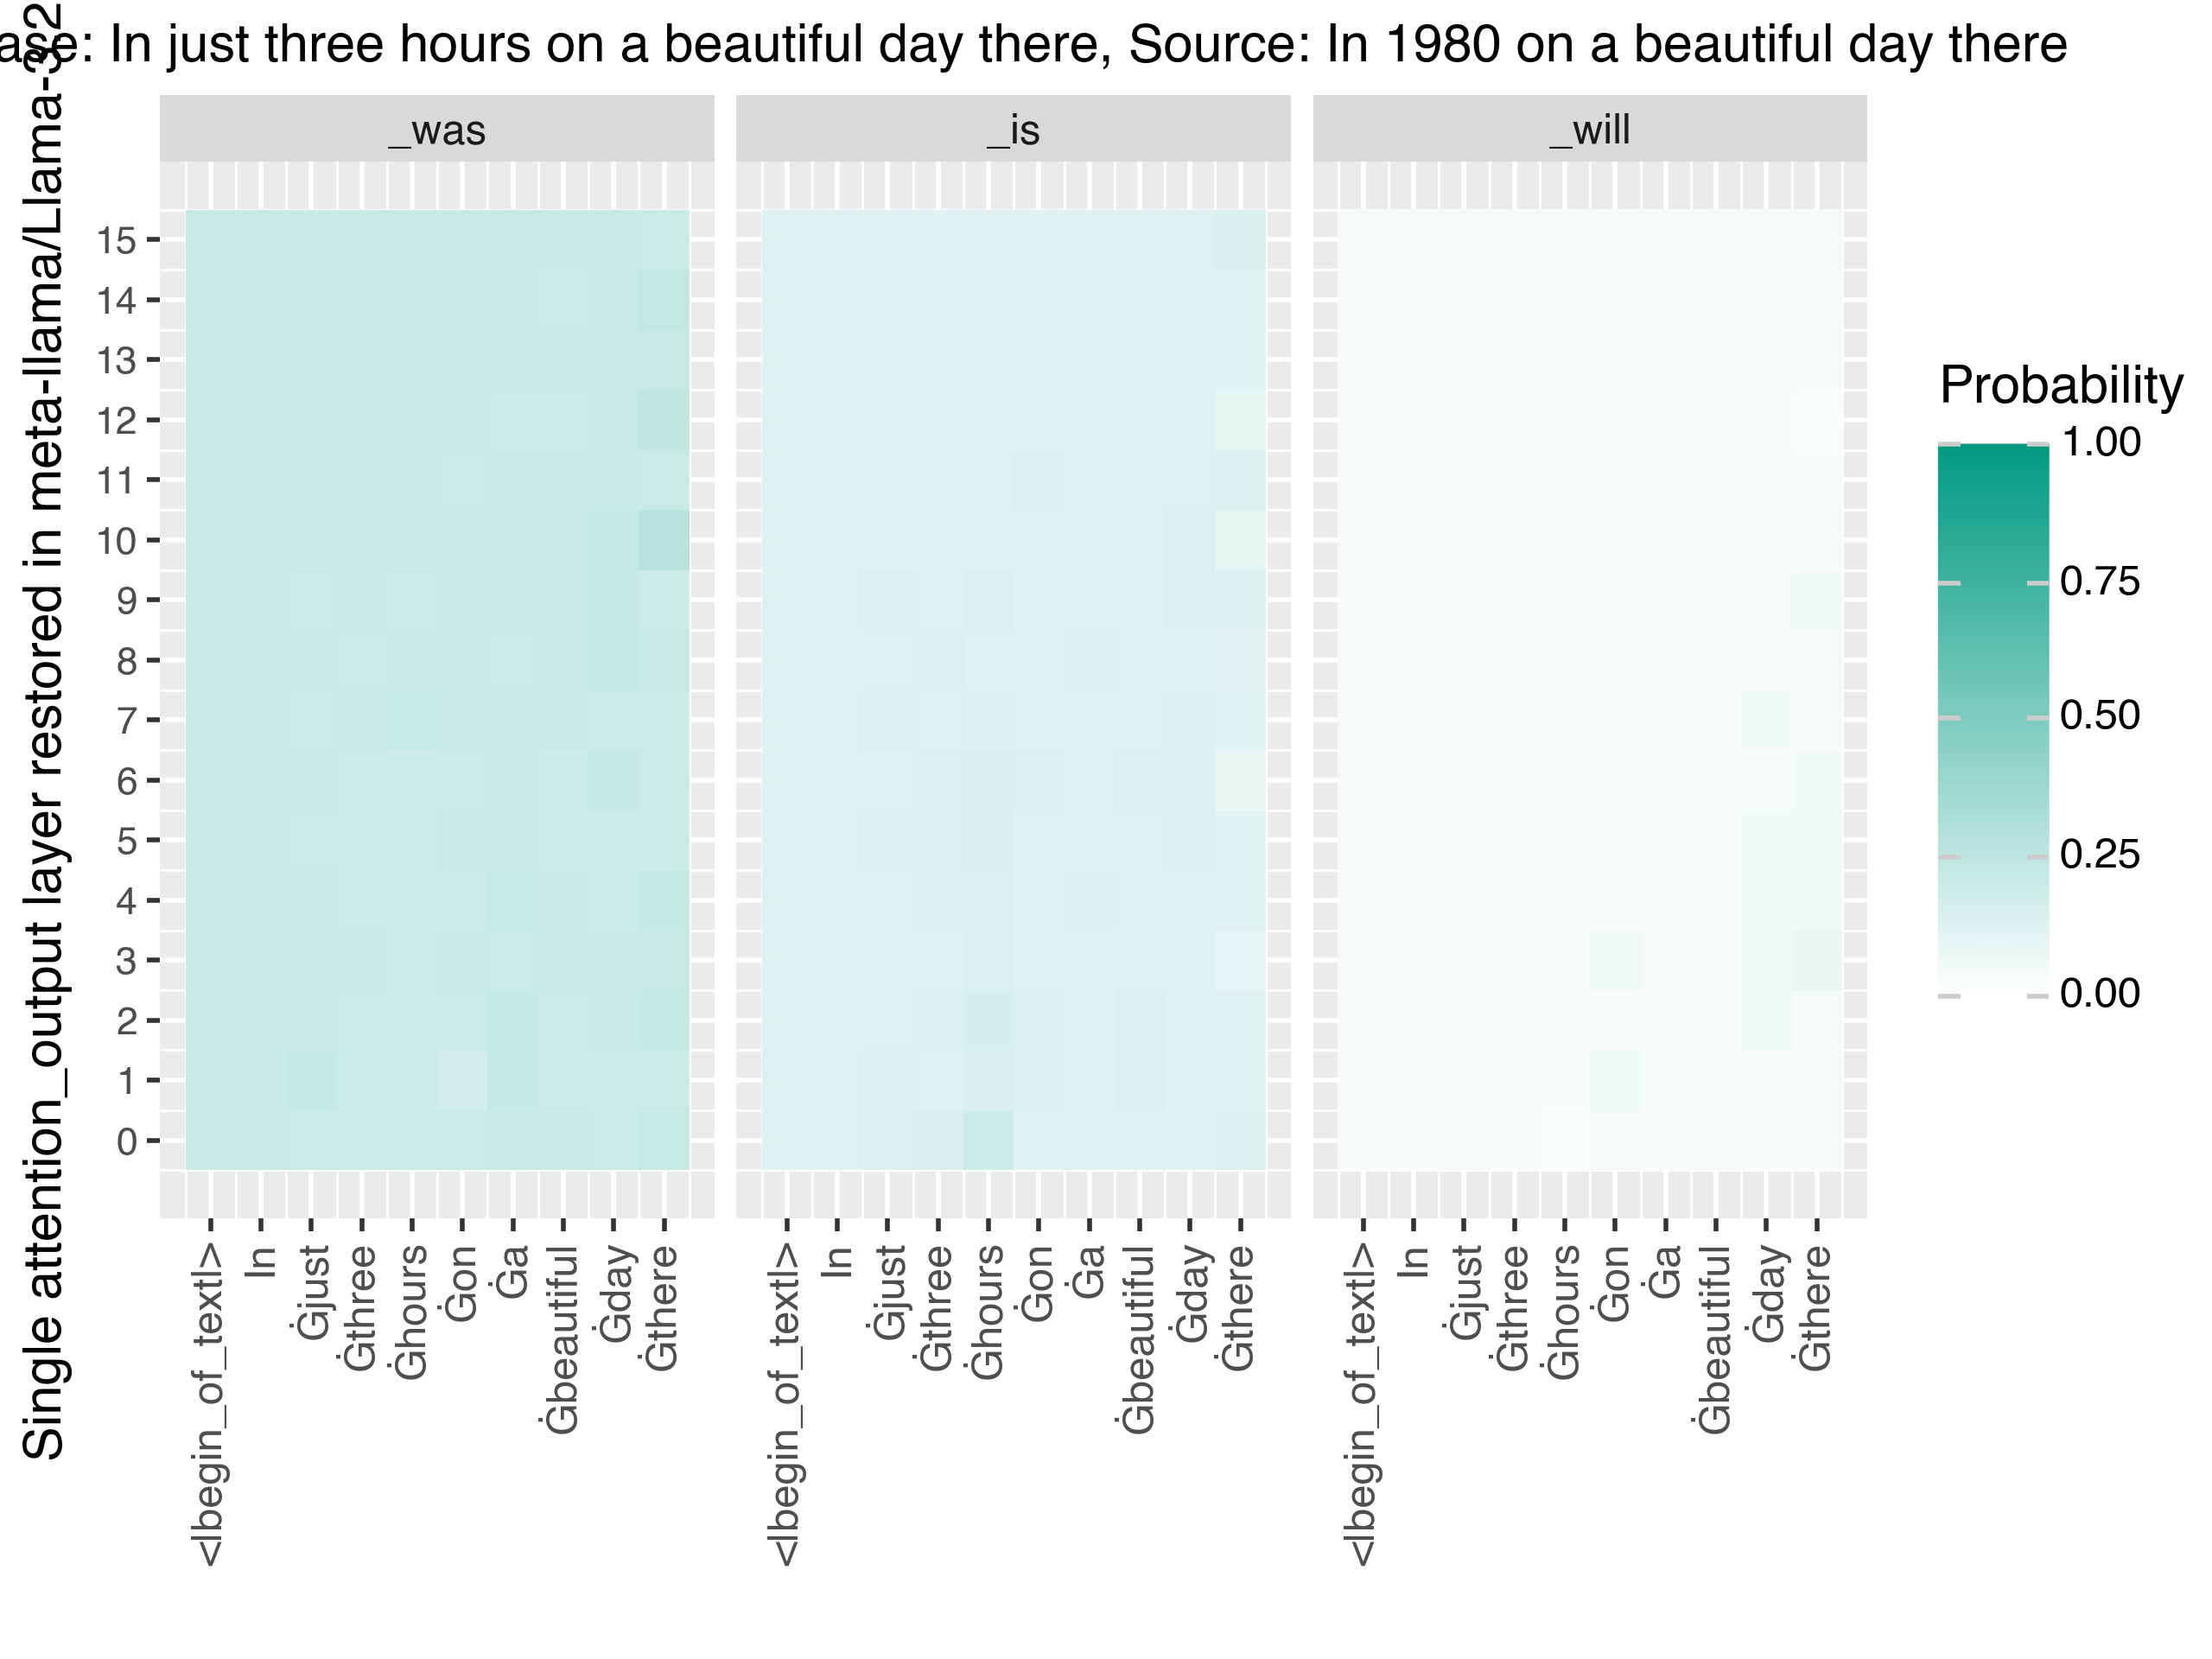 ase: In just three hours on a beautiful day there, Source: In 1980 on a beautiful day there
Single attention_output layer restored in meta-llama/Llama-3.2
_was
_is
_will
15
14
13
12
11
10
9
8
7
6
5
4
3
2
1
0
<|begin_of_text|>
In
Ġjust
Ġthree
Ġhours
Ġon
Ġa
Ġbeautiful
Ġday
Ġthere
<|begin_of_text|>
In
Ġjust
Ġthree
Ġhours
Ġon
Ġa
Ġbeautiful
Ġday
Ġthere
<|begin_of_text|>
In
Ġjust
Ġthree
Ġhours
Ġon
Ġa
Ġbeautiful
Ġday
Ġthere
Probability
1.00
0.75
0.50
0.25
0.00